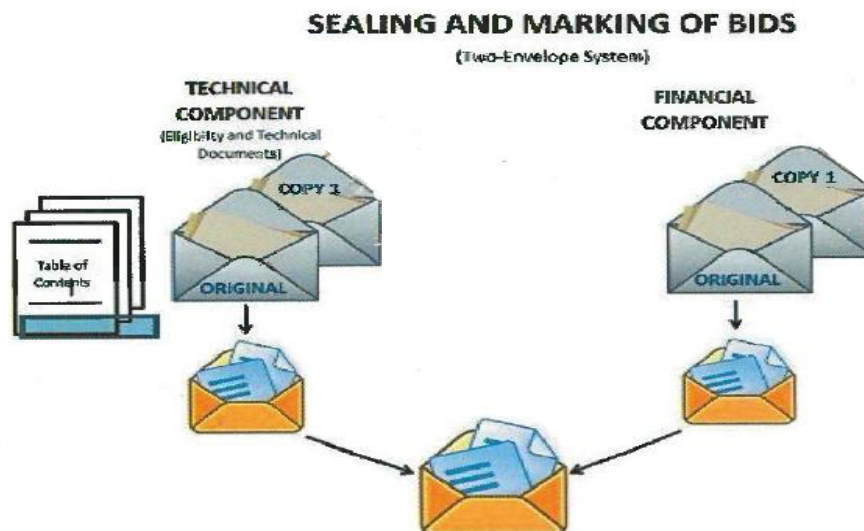 SEALING AND MARKING OF BIDS
(Two-Envelope System)
TECHNICAL
COMPONENT
(Eligibility and Technical
Documents)
FINANCIAL
COMPONENT
COPY 1
COPY 1
Table of
Contents
ORIGINAL
ORIGINAL